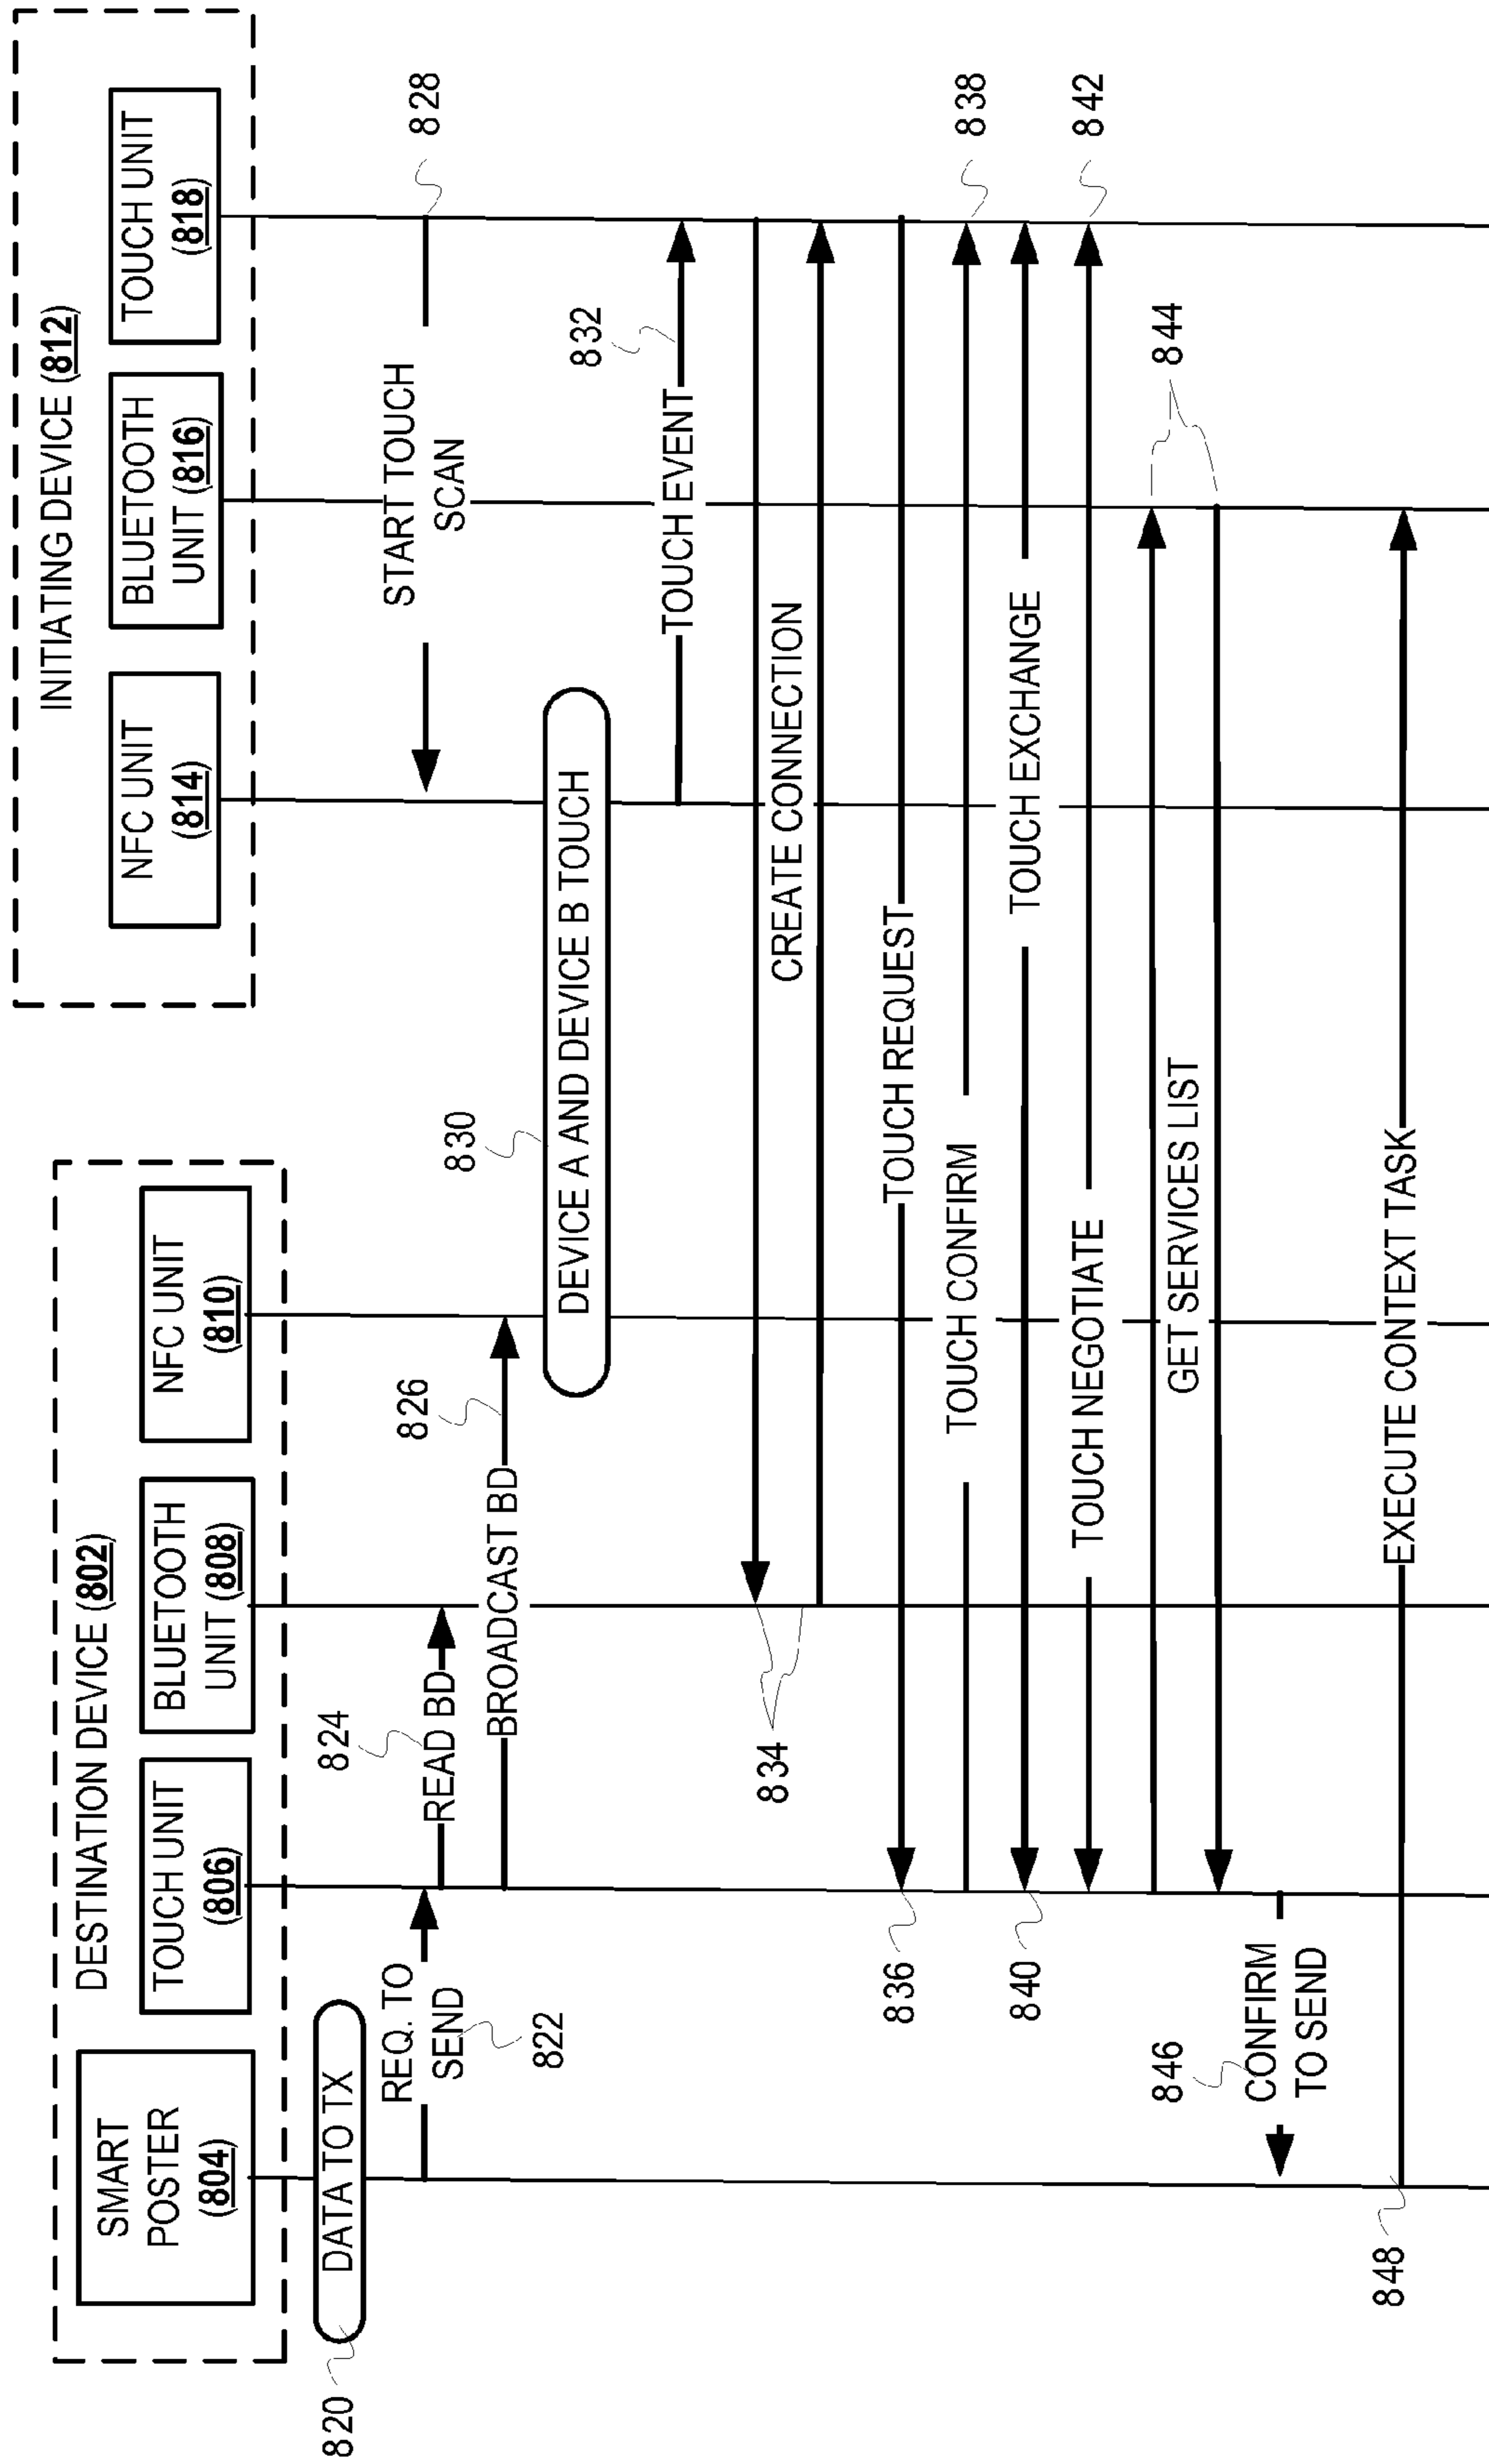 DESTINATION DEVICE (802)
SMART
POSTER
(804)
TOUCH UNIT
(806)
BLUETOOTH
UNIT (808)
NFC UNIT
(810)
INITIATING DEVICE (812)
NFC UNIT
(814)
BLUETOOTH
UNIT (816)
TOUCH UNIT
(818)
820
DATA TO TX
REQ. TO
SEND
822
824
READ BD
826
BROADCAST BD
START TOUCH
SCAN
828
830
DEVICE A AND DEVICE B TOUCH
832
TOUCH EVENT
834
CREATE CONNECTION
836
TOUCH REQUEST
TOUCH CONFIRM
838
840
TOUCH EXCHANGE
TOUCH NEGOTIATE
842
GET SERVICES LIST
844
846
CONFIRM
TO SEND
848
EXECUTE CONTEXT TASK